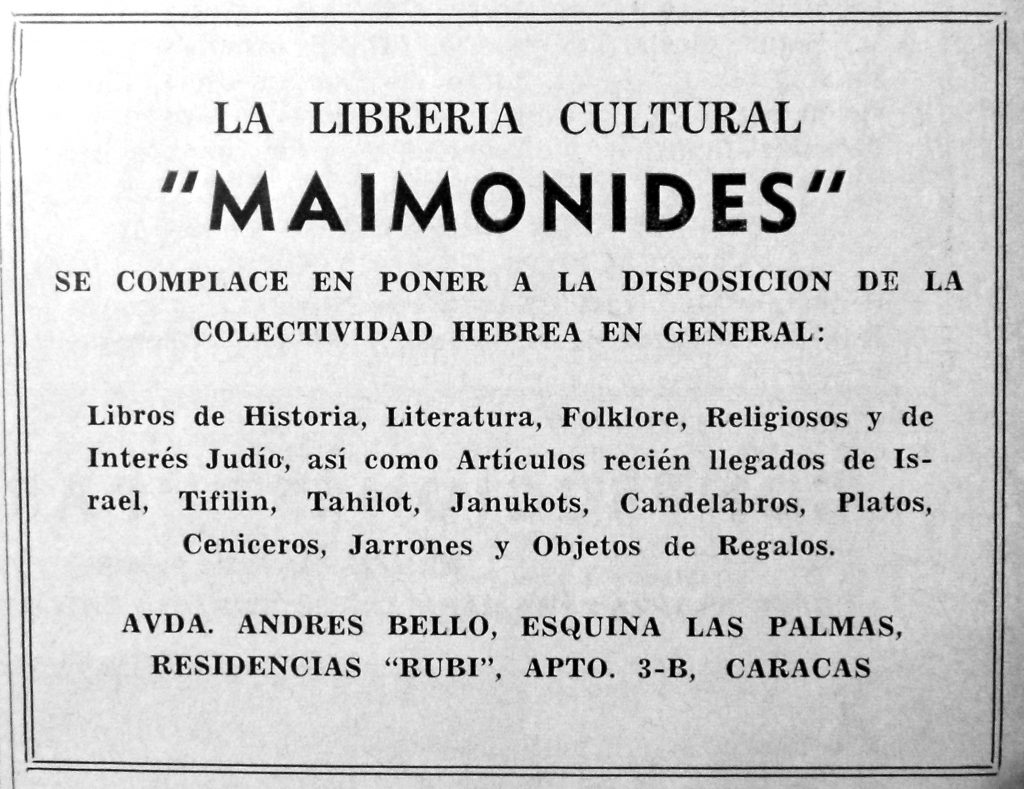 LA LIBRERIA CULTURAL
"MAIMONIDES"
SE COMPLACE EN PONER A LA DISPOSICION DE LA
COLECTIVIDAD HEBREA EN GENERAL:
Libros de Historia, Literatura, Folklore, Religiosos y de
Interés Judío, así como Artículos recién llegados de Is-
rael, Tifilin, Tahilot, Janukots, Candelabros, Platos,
Ceniceros, Jarrones y Objetos de Regalos.
AVDA. ANDRES BELLO, ESQUINA LAS PALMAS,
RESIDENCIAS "RUBI", APTO. 3-B, CARACAS